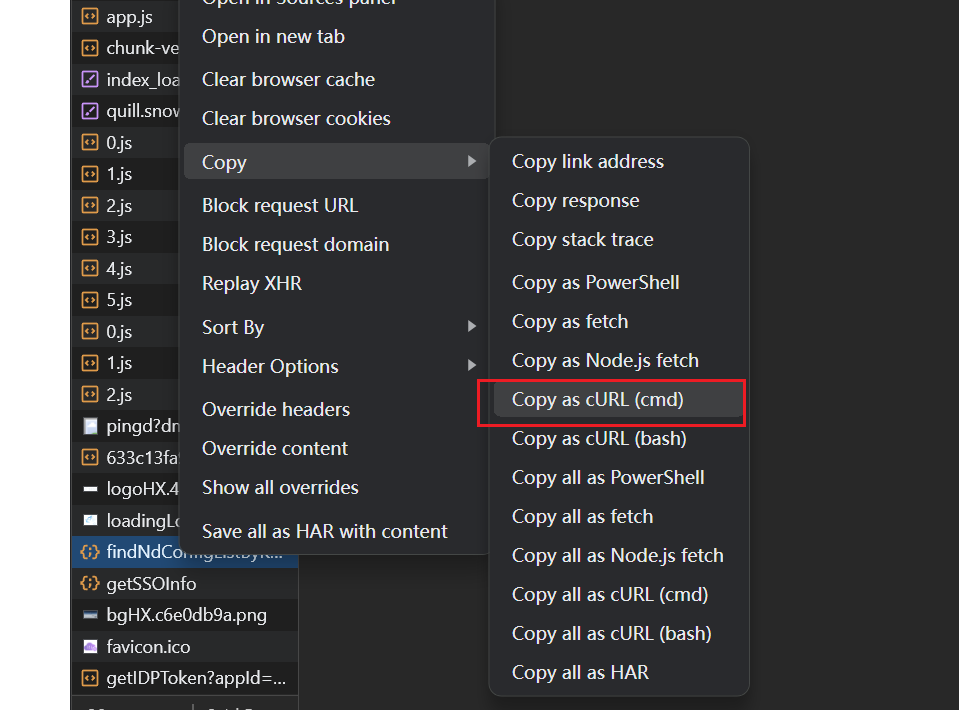 app.js
chunk-ve
index_loa
quill.snow
0.js
1.js
2.js
3.js
4.js
5.js
0.js
1.js
2.js
pingd?dn
633c13fa
logoHX.4
loadingLo
findNdConfigListByK...
getSSOInfo
bgHX.c6e0db9a.png
favicon.ico
getIDPToken?appId=...
Open in Sources panel
Open in new tab
Clear browser cache
Clear browser cookies
Copy
Block request URL
Block request domain
Replay XHR
Sort By
Header Options
Override headers
Override content
Show all overrides
Save all as HAR with content
Copy link address
Copy response
Copy stack trace
Copy as PowerShell
Copy as fetch
Copy as Node.js fetch
Copy as cURL (cmd)
Copy as cURL (bash)
Copy all as PowerShell
Copy all as fetch
Copy all as Node.js fetch
Copy all as cURL (cmd)
Copy all as cURL (bash)
Copy all as HAR